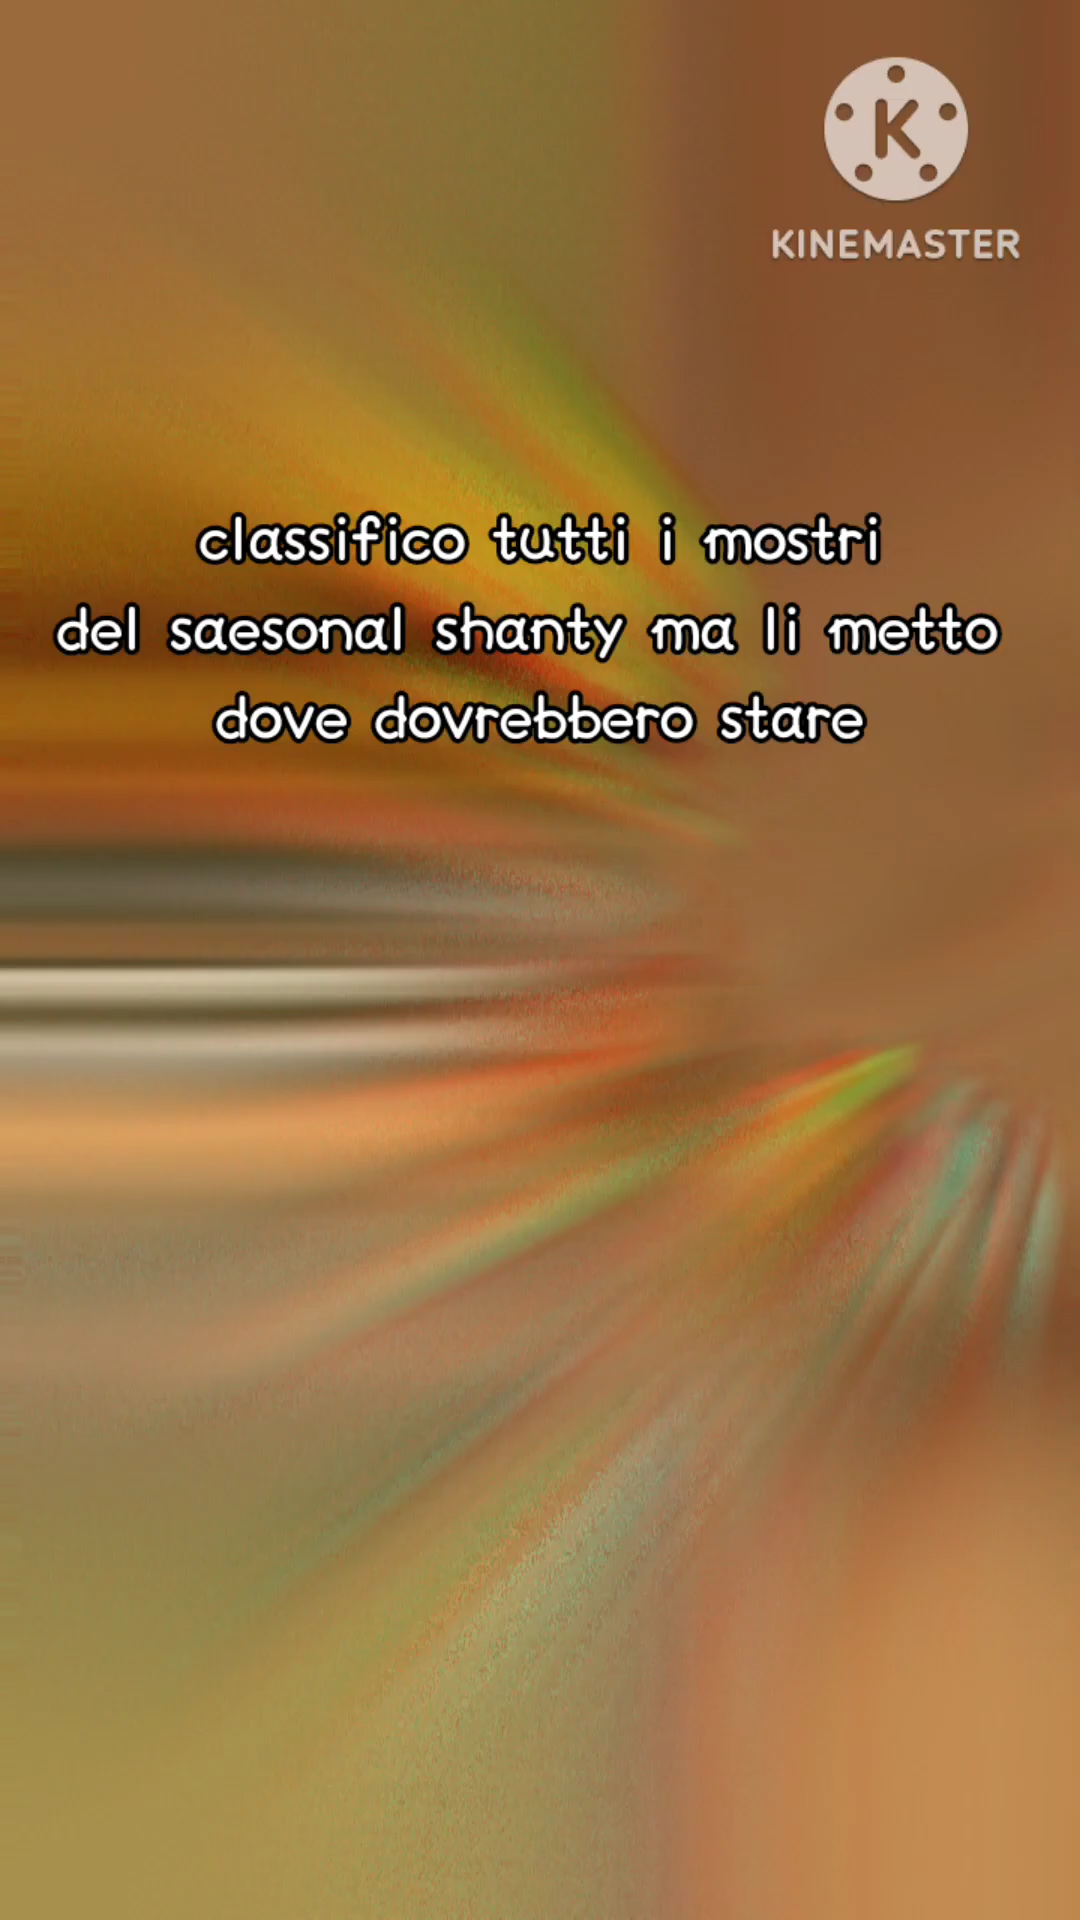 K
KINEMASTER
classifico tutti i mostri
del saesonal shanty ma li metto
dove dovrebbero stare